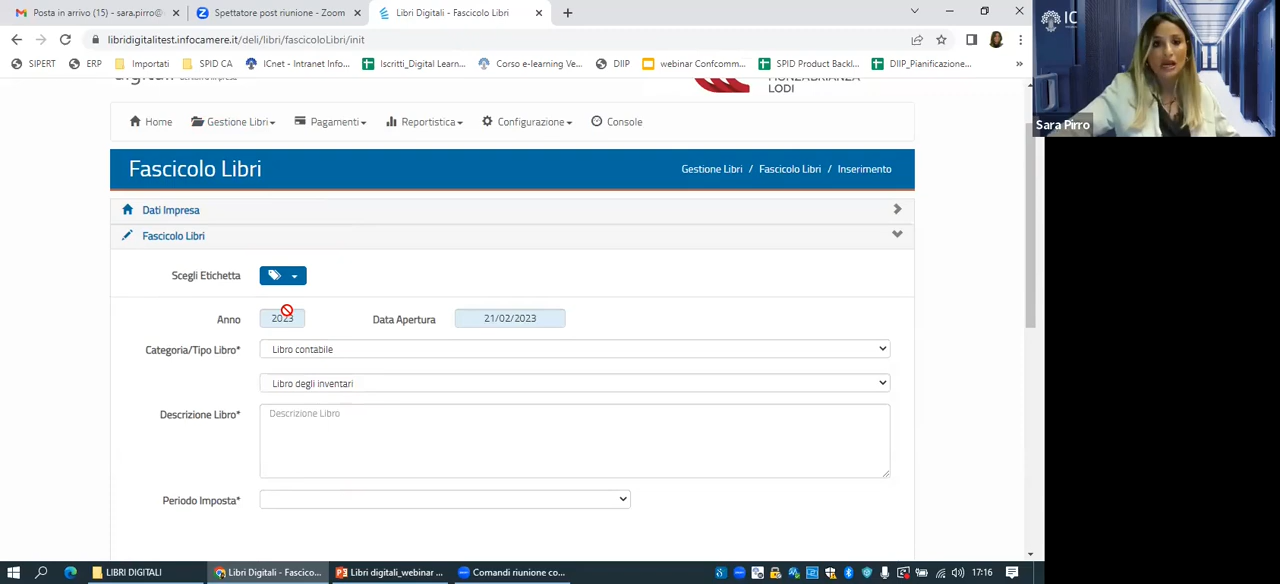 Posta in arrivo (15) - sara.pirro@
Spettatore post riunione - Zoom
Libri Digitali - Fascicolo Libri
libridigitalitest.infocamere.it/deli/libri/fascicoloLibri/init
SIPERT
ERP
Importati
SPID CA
ICnet - Intranet Info...
Iscritti_Digital Learn...
Corso e-learning Ve...
DIIP
webinar Confcomm...
SPID Product Backl...
DIIP_Pianificazione...
IC
Sara Pirro
MONZABRIANZA
LODI
Home
Gestione Libri
Pagamenti
Reportistica
Configurazione
Console
Fascicolo Libri
Gestione Libri / Fascicolo Libri / Inserimento
Dati Impresa
Fascicolo Libri
Scegli Etichetta
Anno
2023
Data Apertura
21/02/2023
Categoria/Tipo Libro*
Libro contabile
Libro degli inventari
Descrizione Libro*
Descrizione Libro
Periodo Imposta*
LIBRI DIGITALI
Libri Digitali - Fascico...
Libri digitali_webinar ...
Comandi riunione co...
17:16